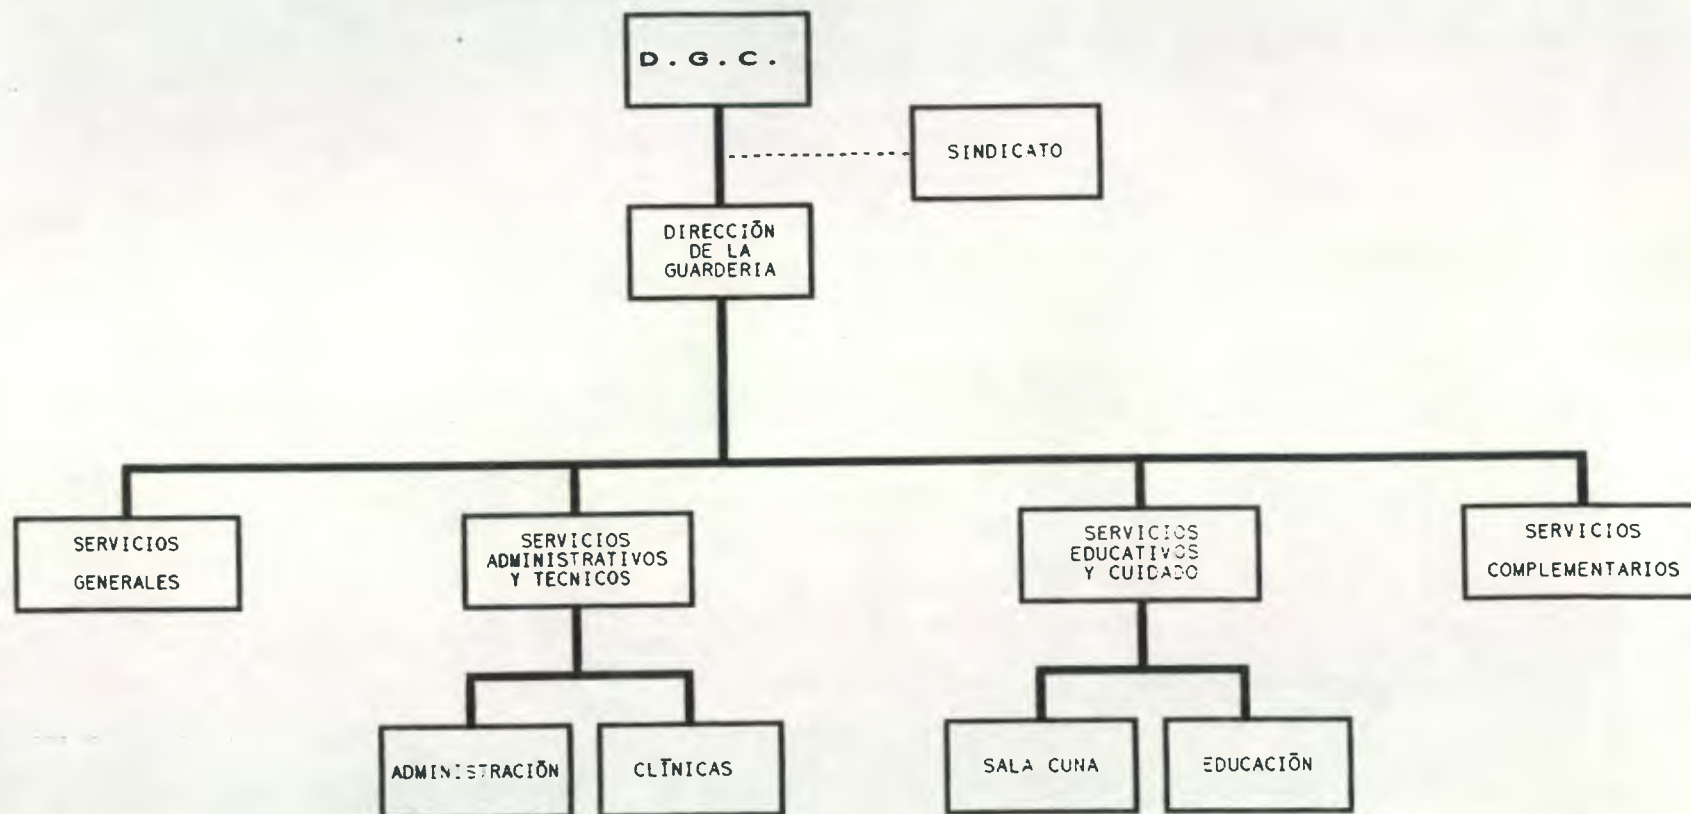 D.G.C.
SINDICATO
DIRECCIÓN
DE LA
GUARDERIA
SERVICIOS
GENERALES
SERVICIOS
ADMINISTRATIVOS
Y TECNICOS
SERVICIOS
EDUCATIVOS
Y CUIDADO
SERVICIOS
COMPLEMENTARIOS
ADMINISTRACIÓN
CLÍNICAS
SALA CUNA
EDUCACIÓN